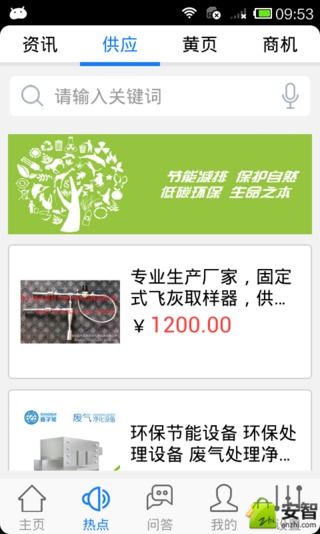 09:53
资讯 供应 黄页 商机
请输入关键词
节能减排 保护自然
低碳环保 生命之本
专业生产厂家，固定
式飞灰取样器，供...
￥1200.00
废气
净化设备
环保节能设备 环保处
理设备 废气处理净...
主页 热点 问答 我的 设置
安智